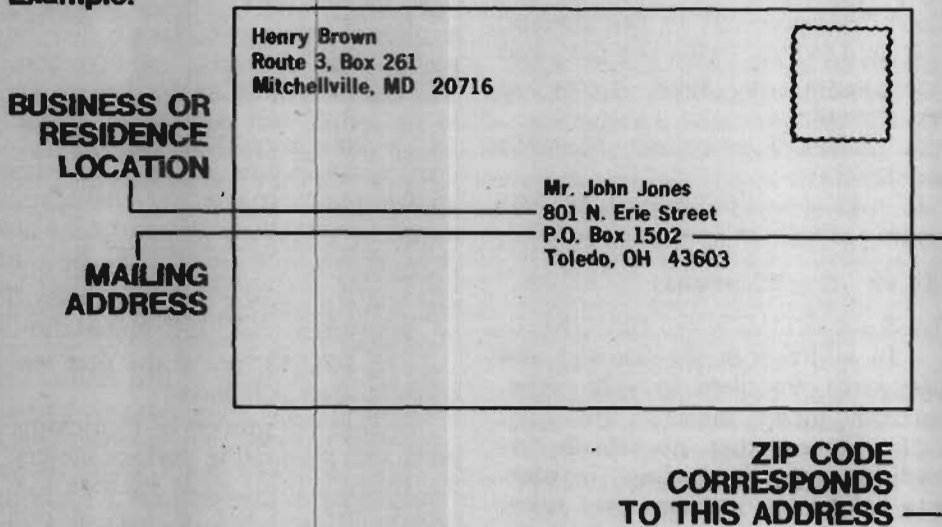 Example:
Henry Brown
Route 3, Box 261
Mitchellville, MD 20716
BUSINESS OR
RESIDENCE
LOCATION
Mr. John Jones
801 N. Erie Street
P.O. Box 1502
Toledo, OH 43603
MAILING
ADDRESS
ZIP CODE
CORRESPONDS
TO THIS ADDRESS